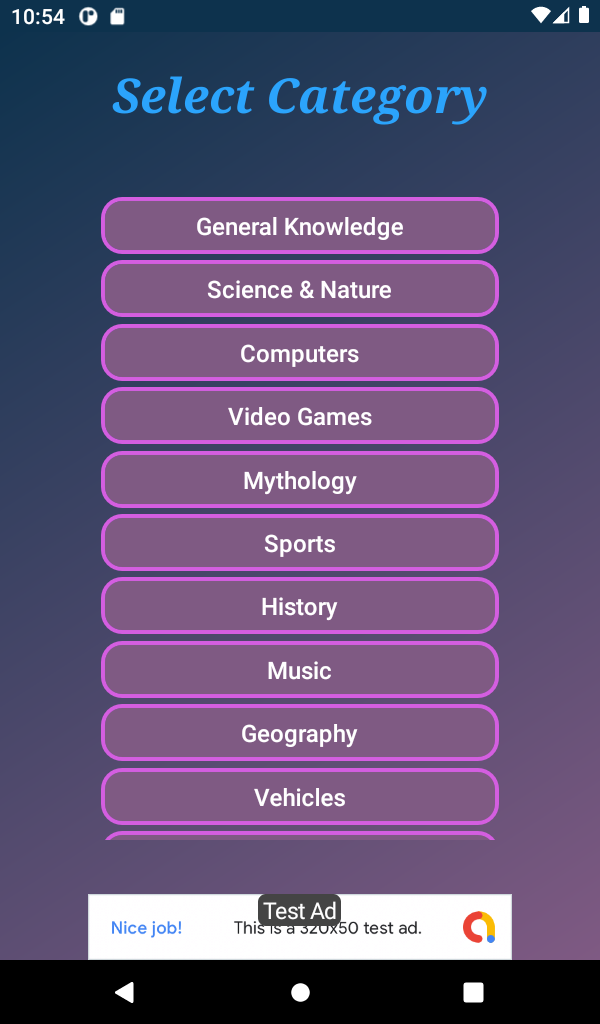 10:54
Select Category
General Knowledge
Science & Nature
Computers
Video Games
Mythology
Sports
History
Music
Geography
Vehicles
Test Ad
Nice job!
This is a 320x50 test ad.